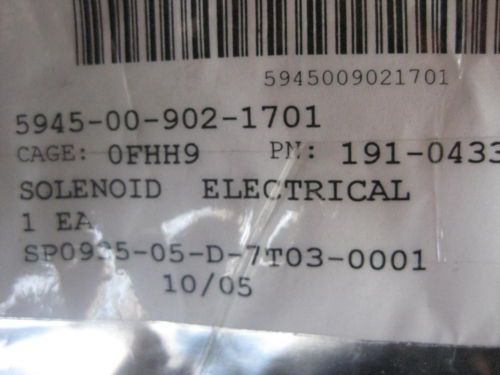 5945009021701
5945-00-902-1701
CAGE: 0FHH9 PN: 191-0433
SOLENOID ELECTRICAL
1 EA
SP0935-05-D-7T03-0001
10/05